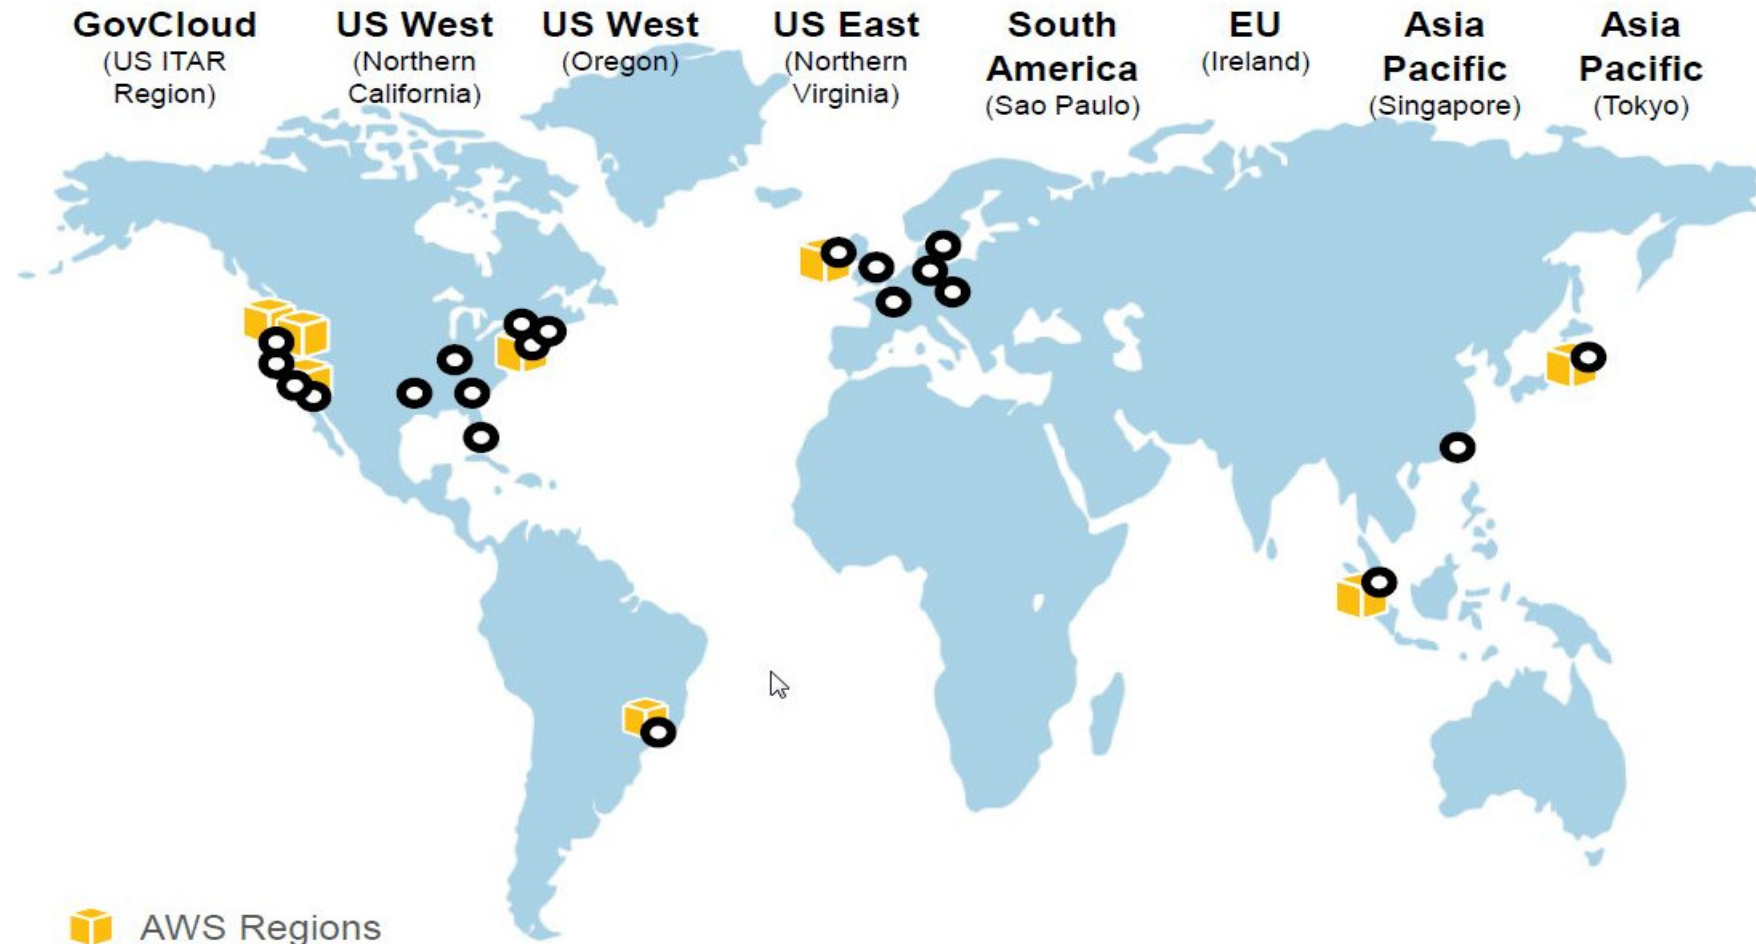 GovCloud
(US ITAR
Region)
US West
(Northern
California)
US West
(Oregon)
US East
(Northern
Virginia)
South
America
(Sao Paulo)
EU
(Ireland)
Asia
Pacific
(Singapore)
Asia
Pacific
(Tokyo)
AWS Regions